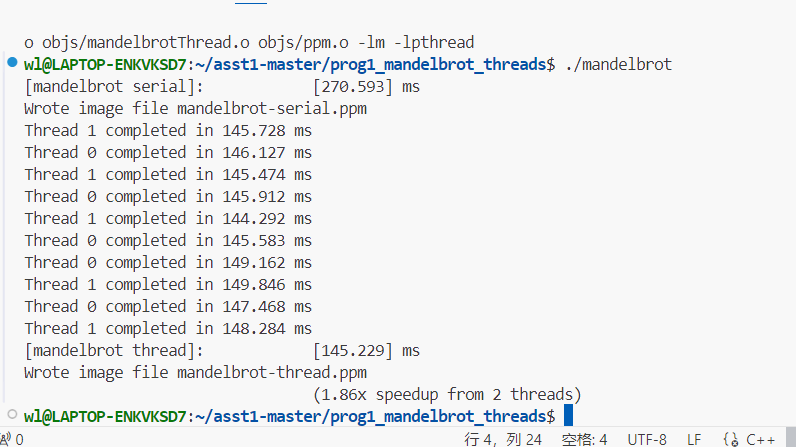 o objs/mandelbrotThread.o objs/ppm.o -lm -lpthread
wl@LAPTOP-ENKVKSD7:~/asst1-master/prog1_mandelbrot_threads$ ./mandelbrot
[mandelbrot serial]: [270.593] ms
Wrote image file mandelbrot-serial.ppm
Thread 1 completed in 145.728 ms
Thread 0 completed in 146.127 ms
Thread 1 completed in 145.474 ms
Thread 0 completed in 145.912 ms
Thread 1 completed in 144.292 ms
Thread 0 completed in 145.583 ms
Thread 0 completed in 149.162 ms
Thread 1 completed in 149.846 ms
Thread 0 completed in 147.468 ms
Thread 1 completed in 148.284 ms
[mandelbrot thread]: [145.229] ms
Wrote image file mandelbrot-thread.ppm
(1.86x speedup from 2 threads)
wl@LAPTOP-ENKVKSD7:~/asst1-master/prog1_mandelbrot_threads$
0 行 4，列 24 空格: 4 UTF-8 LF {} C++